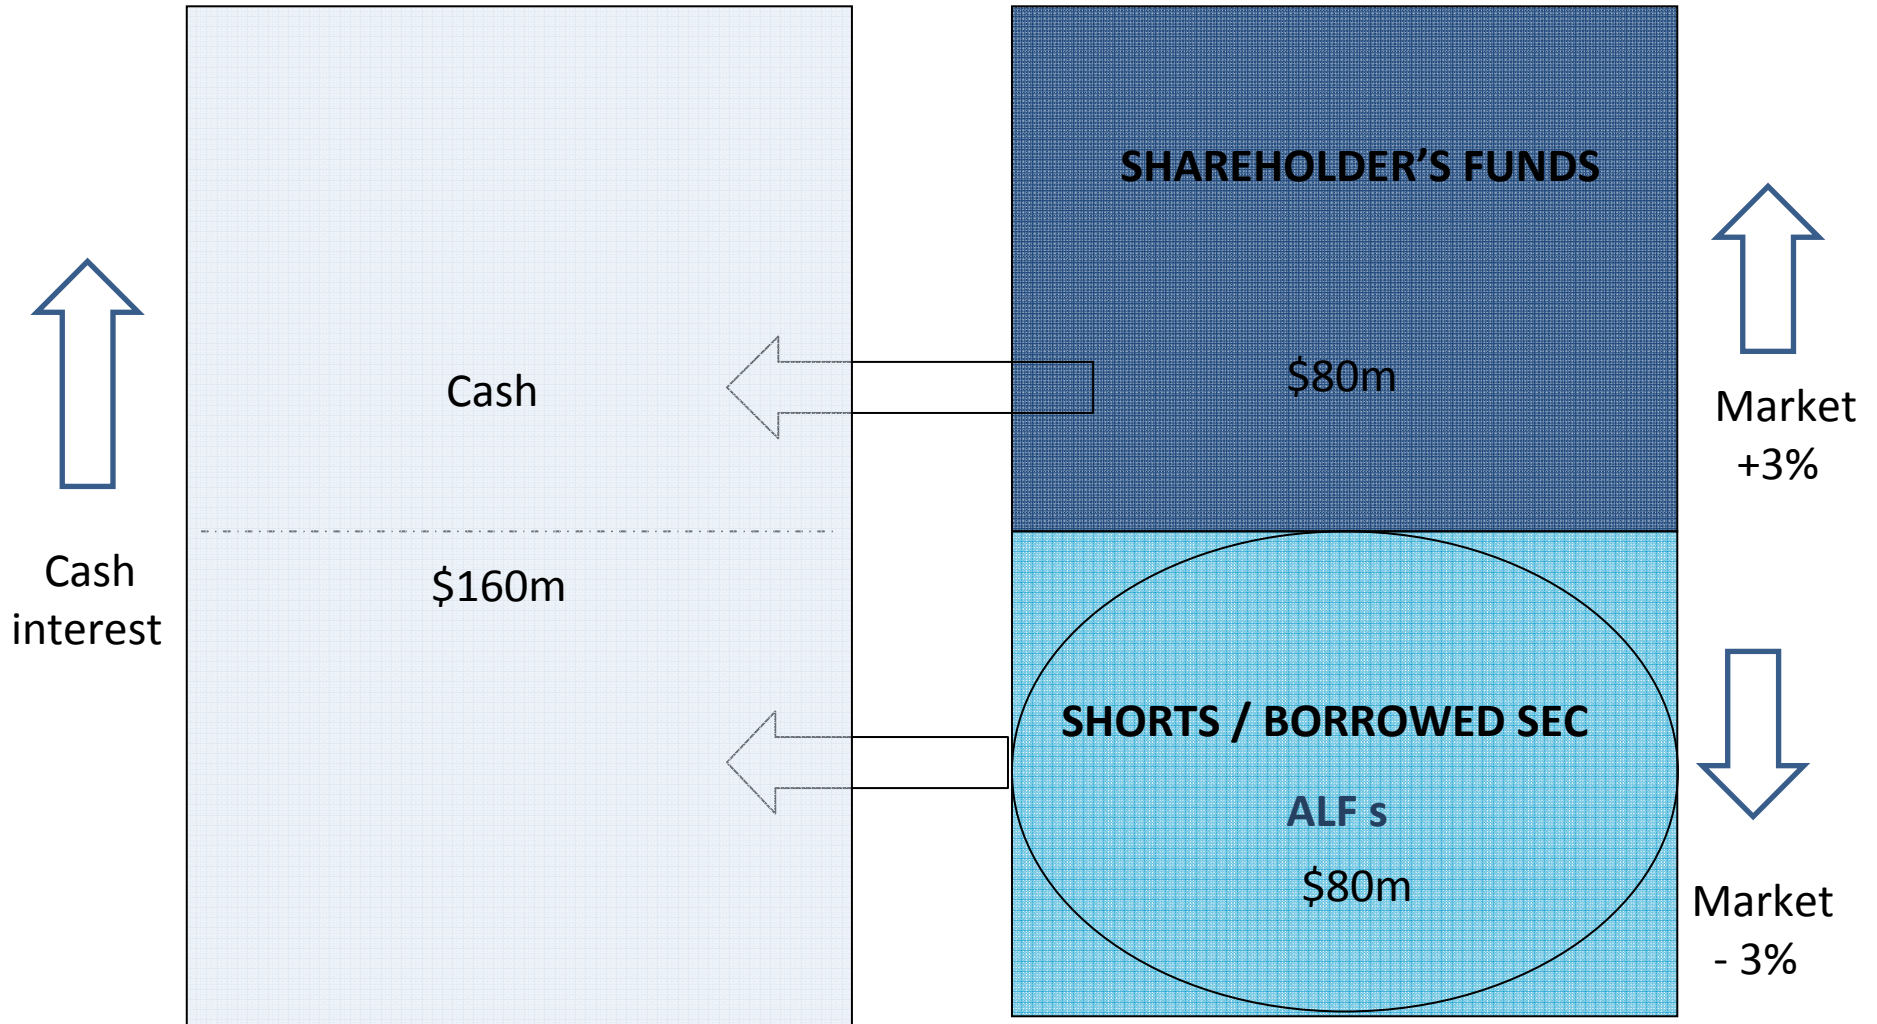 SHAREHOLDER’S FUNDS
$80m
Cash
Market
+3%
Cash
interest
$160m
SHORTS / BORROWED SEC
ALF s
$80m
Market
- 3%